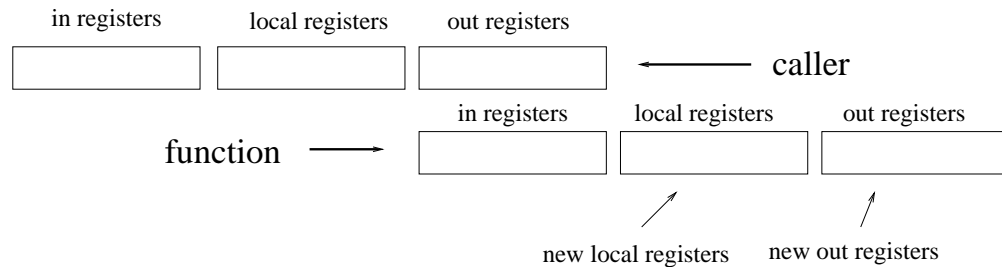 in registers local registers out registers
caller
in registers local registers out registers
function
new local registers new out registers